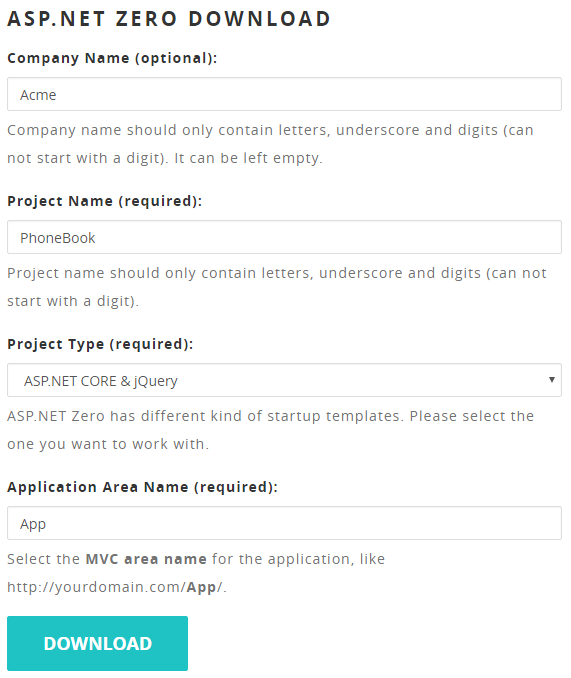 ASP.NET ZERO DOWNLOAD
Company Name (optional):
Acme
Company name should only contain letters, underscore and digits (can
not start with a digit). It can be left empty.
Project Name (required):
PhoneBook
Project name should only contain letters, underscore and digits (can not
start with a digit).
Project Type (required):
ASP.NET CORE & jQuery
ASP.NET Zero has different kind of startup templates. Please select the
one you want to work with.
Application Area Name (required):
App
Select the MVC area name for the application, like
http://yourdomain.com/App/.
DOWNLOAD